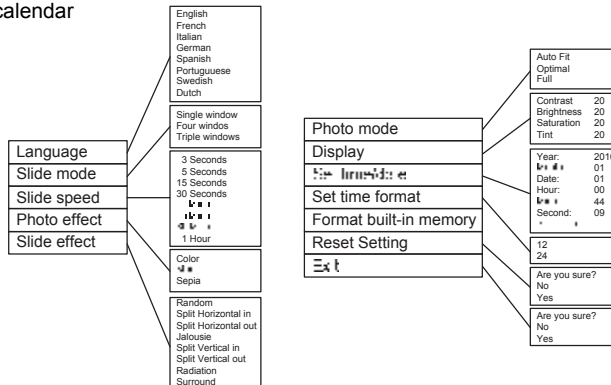 calendar
English
French
Italian
German
Spanish
Portuguuese
Swedish
Dutch
Single window
Four windos
Triple windows
Language
Slide mode
Slide speed
Photo effect
Slide effect
3 Seconds
5 Seconds
15 Seconds
30 Seconds
1 Hour
Color
Sepia
Random
Split Horizontal in
Split Horizontal out
Jalousie
Split Vertical in
Split Vertical out
Radiation
Surround
Photo mode
Display
Set time format
Format built-in memory
Reset Setting
Auto Fit
Optimal
Full
Contrast 20
Brightness 20
Saturation 20
Tint 20
Year: 2010
01
Date: 01
Hour: 00
44
Second: 09
12
24
Are you sure?
No
Yes
Are you sure?
No
Yes